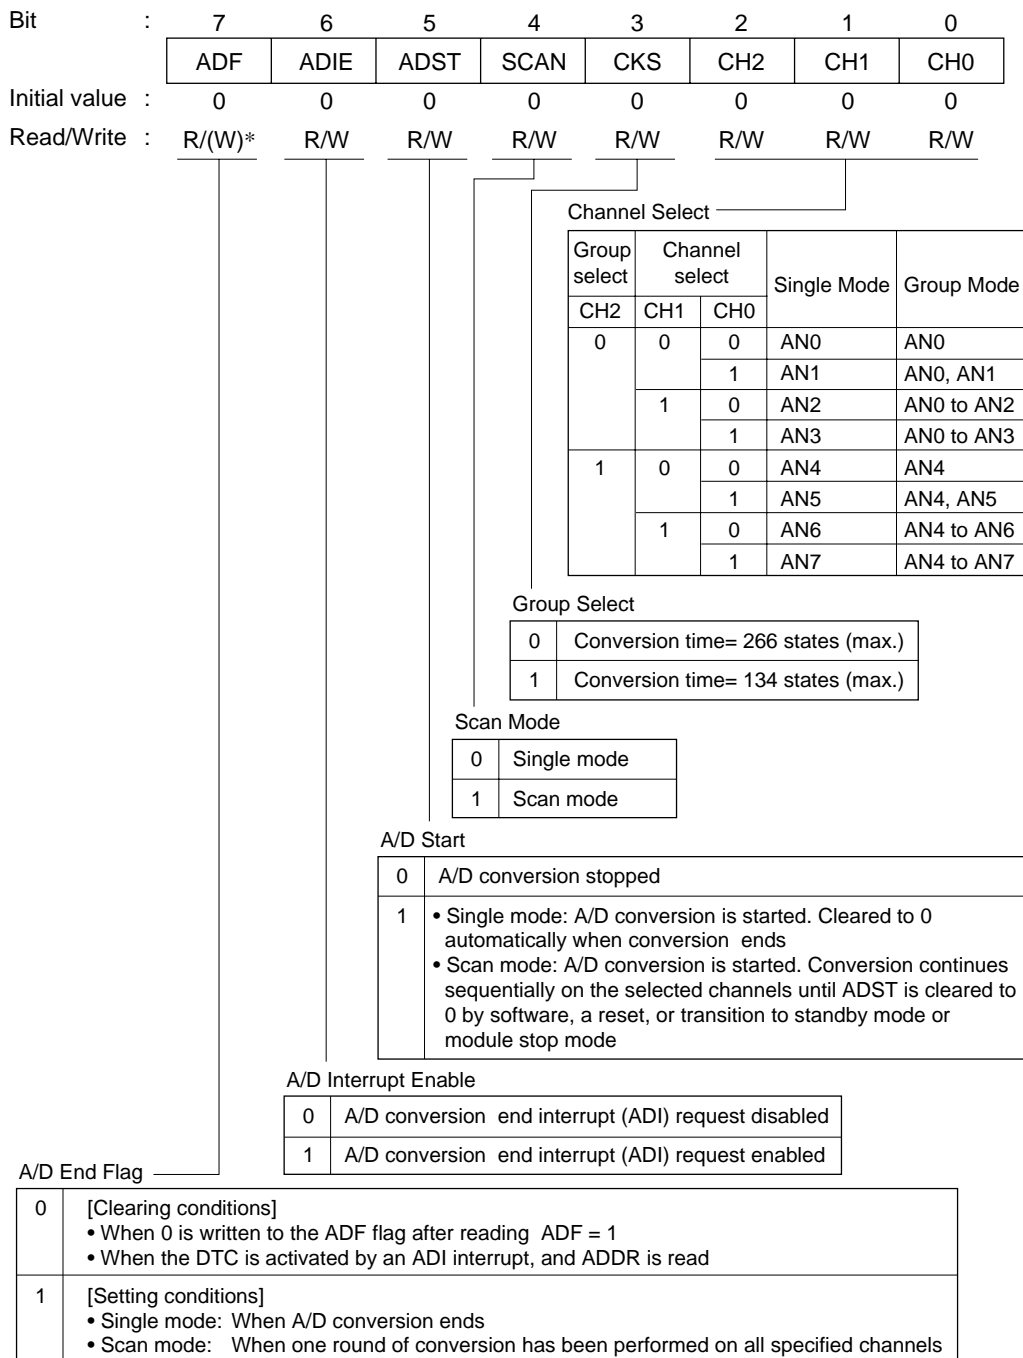 Bit : 7 6 5 4 3 2 1 0
ADF ADIE ADST SCAN CKS CH2 CH1 CH0
Initial value : 0 0 0 0 0 0 0 0
Read/Write : R/(W)* R/W R/W R/W R/W R/W R/W R/W
Channel Select
Group select Channel select Single Mode Group Mode
CH2 CH1 CH0
0 0 0 AN0 AN0
1 AN1 AN0, AN1
1 0 AN2 AN0 to AN2
1 AN3 AN0 to AN3
1 0 0 AN4 AN4
1 AN5 AN4, AN5
1 0 AN6 AN4 to AN6
1 AN7 AN4 to AN7
Group Select
0 Conversion time= 266 states (max.)
1 Conversion time= 134 states (max.)
Scan Mode
0 Single mode
1 Scan mode
A/D Start
0 A/D conversion stopped
1 • Single mode: A/D conversion is started. Cleared to 0
automatically when conversion ends
• Scan mode: A/D conversion is started. Conversion continues
sequentially on the selected channels until ADST is cleared to
0 by software, a reset, or transition to standby mode or
module stop mode
A/D Interrupt Enable
0 A/D conversion end interrupt (ADI) request disabled
1 A/D conversion end interrupt (ADI) request enabled
A/D End Flag
0 [Clearing conditions]
• When 0 is written to the ADF flag after reading ADF = 1
• When the DTC is activated by an ADI interrupt, and ADDR is read
1 [Setting conditions]
• Single mode: When A/D conversion ends
• Scan mode: When one round of conversion has been performed on all specified channels